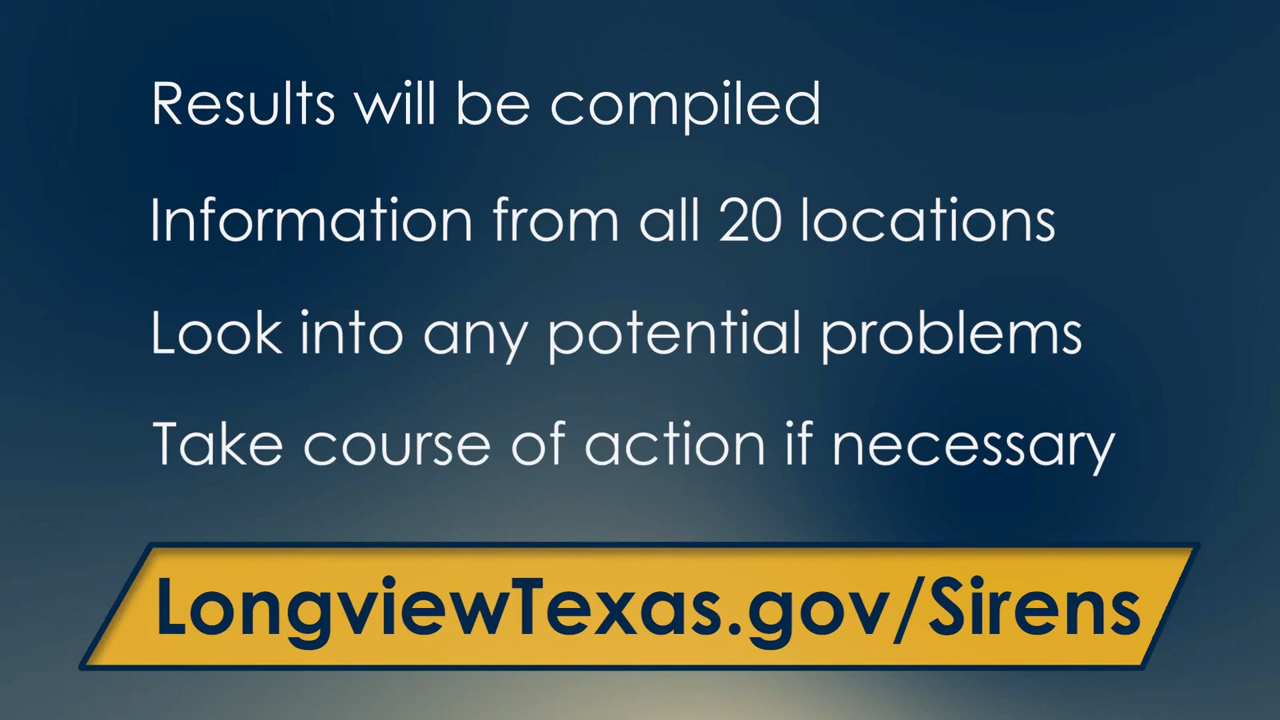 Results will be compiled
Information from all 20 locations
Look into any potential problems
Take course of action if necessary
LongviewTexas.gov/Sirens